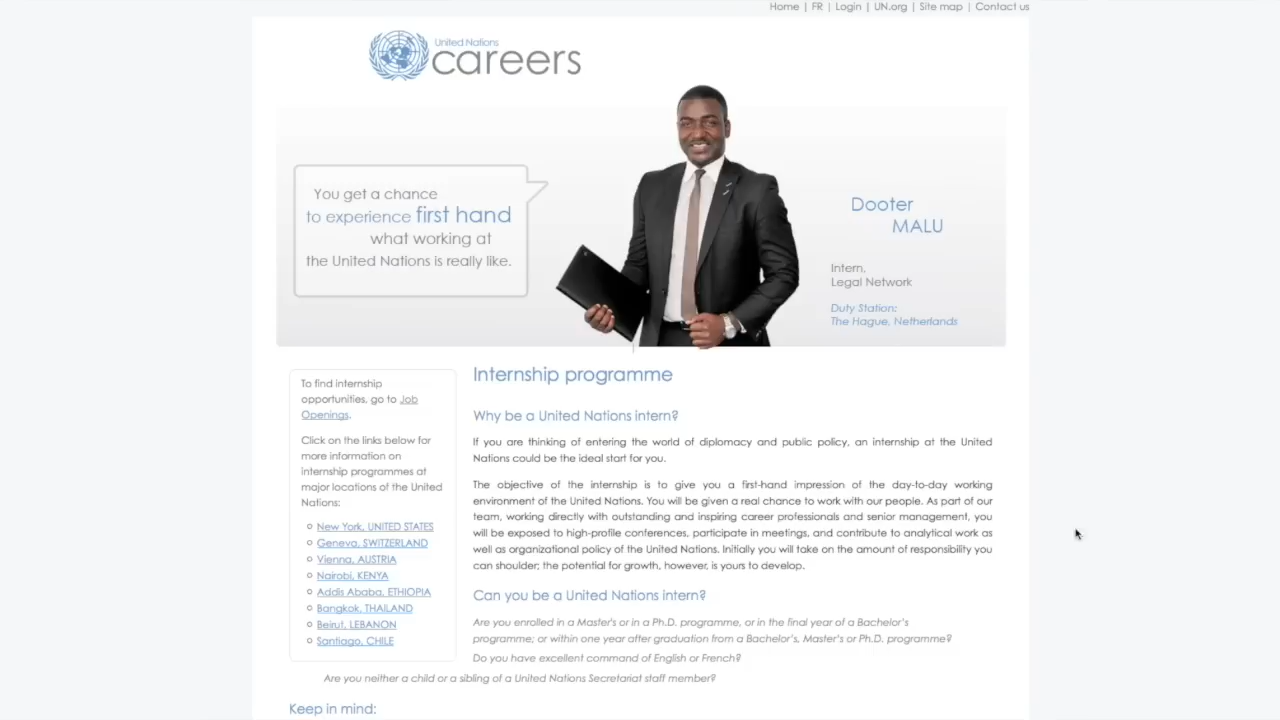 Home | FR | Login | UN.org | Site map | Contact us
United Nations
careers
You get a chance
to experience first hand
what working at
the United Nations is really like.
Dooter
MALU
Intern,
Legal Network
Duty Station:
The Hague, Netherlands
To find internship
opportunities, go to Job
Openings.
Click on the links below for
more information on
internship programmes at
major locations of the United
Nations:
New York, UNITED STATES
Geneva, SWITZERLAND
Vienna, AUSTRIA
Nairobi, KENYA
Addis Ababa, ETHIOPIA
Bangkok, THAILAND
Beirut, LEBANON
Santiago, CHILE
Internship programme
Why be a United Nations intern?
If you are thinking of entering the world of diplomacy and public policy, an internship at the United
Nations could be the ideal start for you.
The objective of the internship is to give you a first-hand impression of the day-to-day working
environment of the United Nations. You will be given a real chance to work with our people. As part of our
team, working directly with outstanding and inspiring career professionals and senior management, you
will be exposed to high-profile conferences, participate in meetings, and contribute to analytical work as
well as organizational policy of the United Nations. Initially you will take on the amount of responsibility you
can shoulder; the potential for growth, however, is yours to develop.
Can you be a United Nations intern?
Are you enrolled in a Master's or in a Ph.D. programme, or in the final year of a Bachelor's
programme; or within one year after graduation from a Bachelor's, Master's or Ph.D. programme?
Do you have excellent command of English or French?
Are you neither a child or a sibling of a United Nations Secretariat staff member?
Keep in mind: